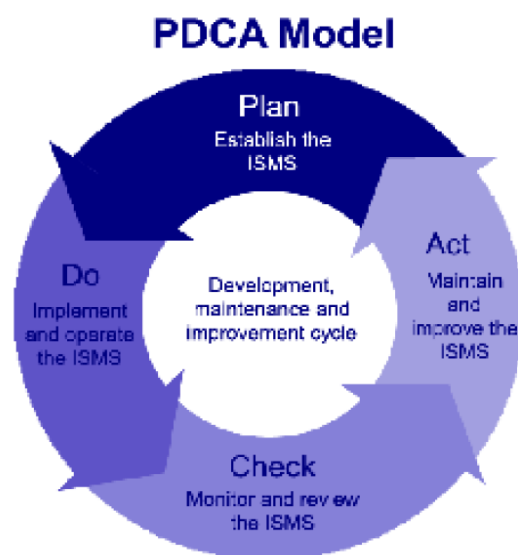 PDCA Model
Plan
Establish the
ISMS
Do
Implement
and operate
the ISMS
Development,
maintenance and
improvement cycle
Act
Maintain
and
improve the
ISMS
Check
Monitor and review
the ISMS